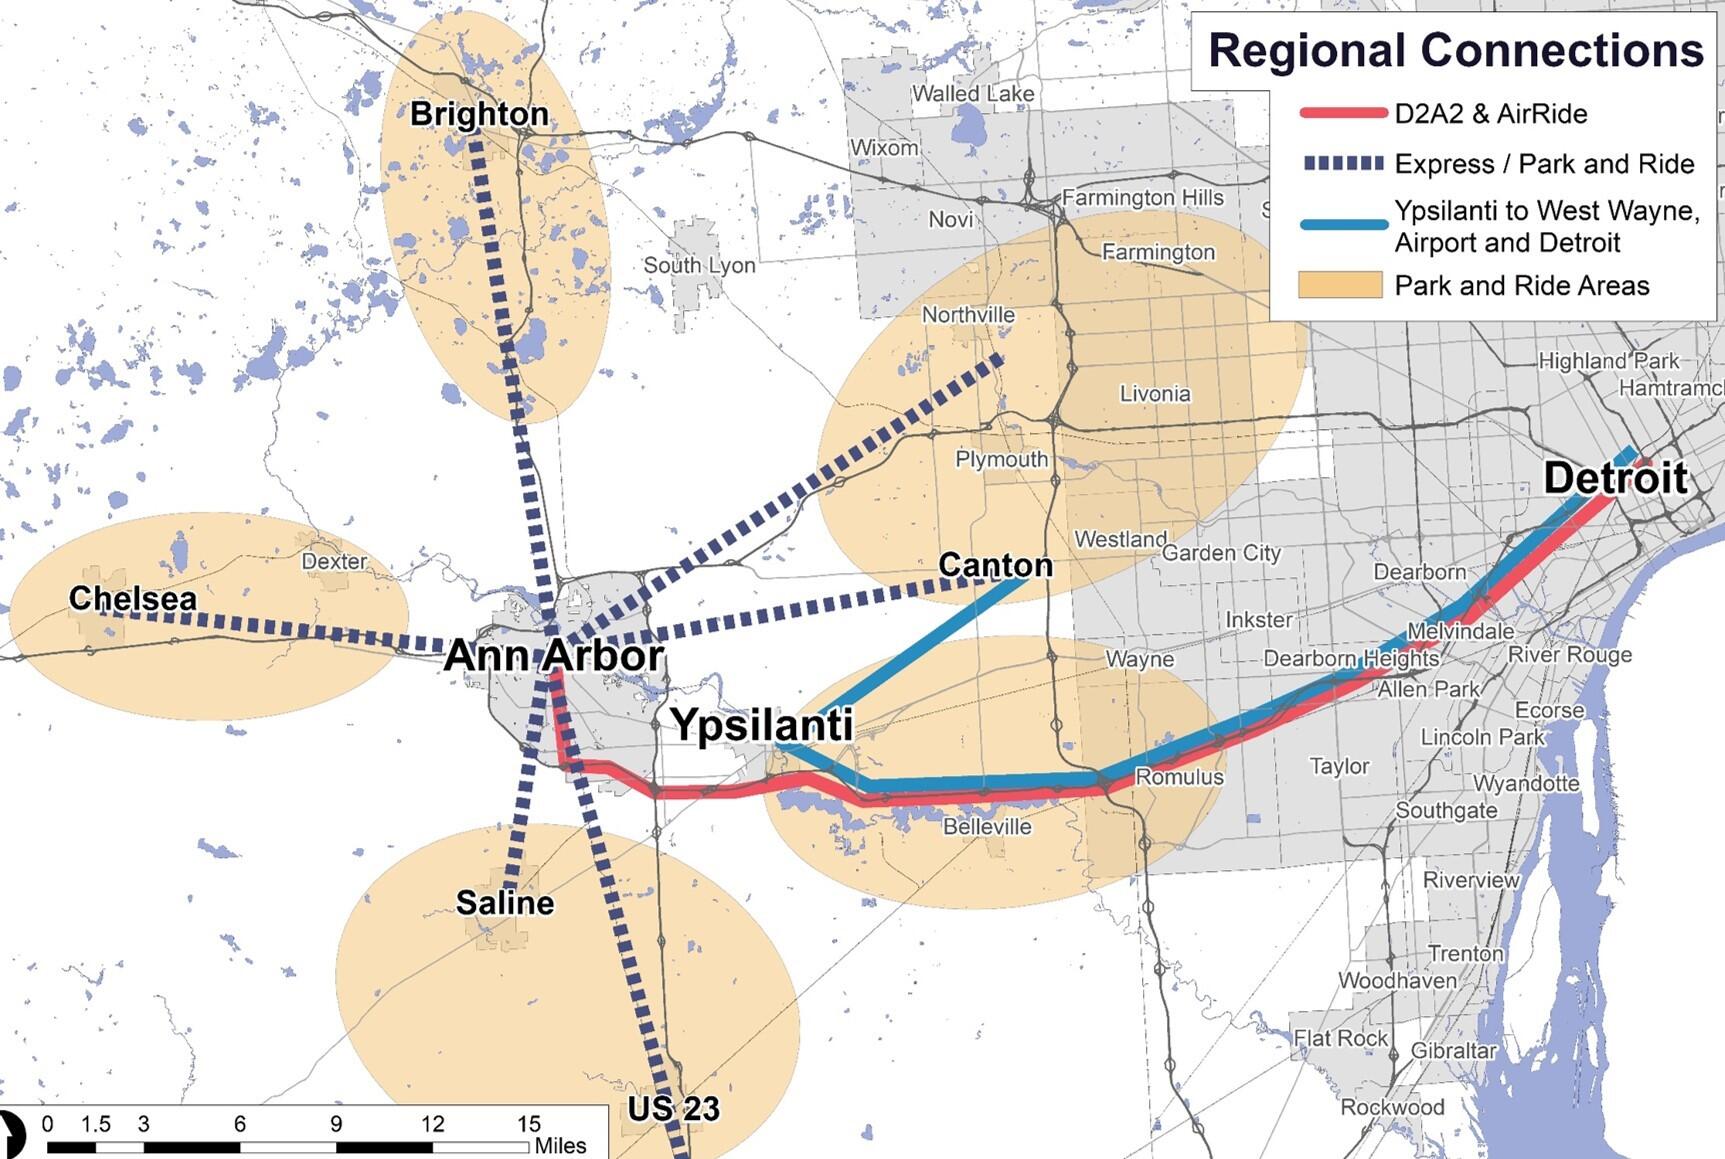 Regional Connections
D2A2 & AirRide
Express / Park and Ride
Ypsilanti to West Wayne,
Airport and Detroit
Park and Ride Areas
Walled Lake
Brighton
Wixom
Farmington Hills
Novi
Farmington
South Lyon
Northville
Highland Park
Livonia
Plymouth
Detroit
Westland
Garden City
Dexter
Canton
Dearborn
Chelsea
Inkster
Melvindale
Ann Arbor
Wayne
Dearborn Heights
River Rouge
Allen Park
Ypsilanti
Ecorse
Lincoln Park
Taylor
Romulus
Wyandotte
Southgate
Belleville
Riverview
Saline
Trenton
Woodhaven
Flat Rock
Gibraltar
US 23
Rockwood
0 1.5 3 6 9 12 15
Miles